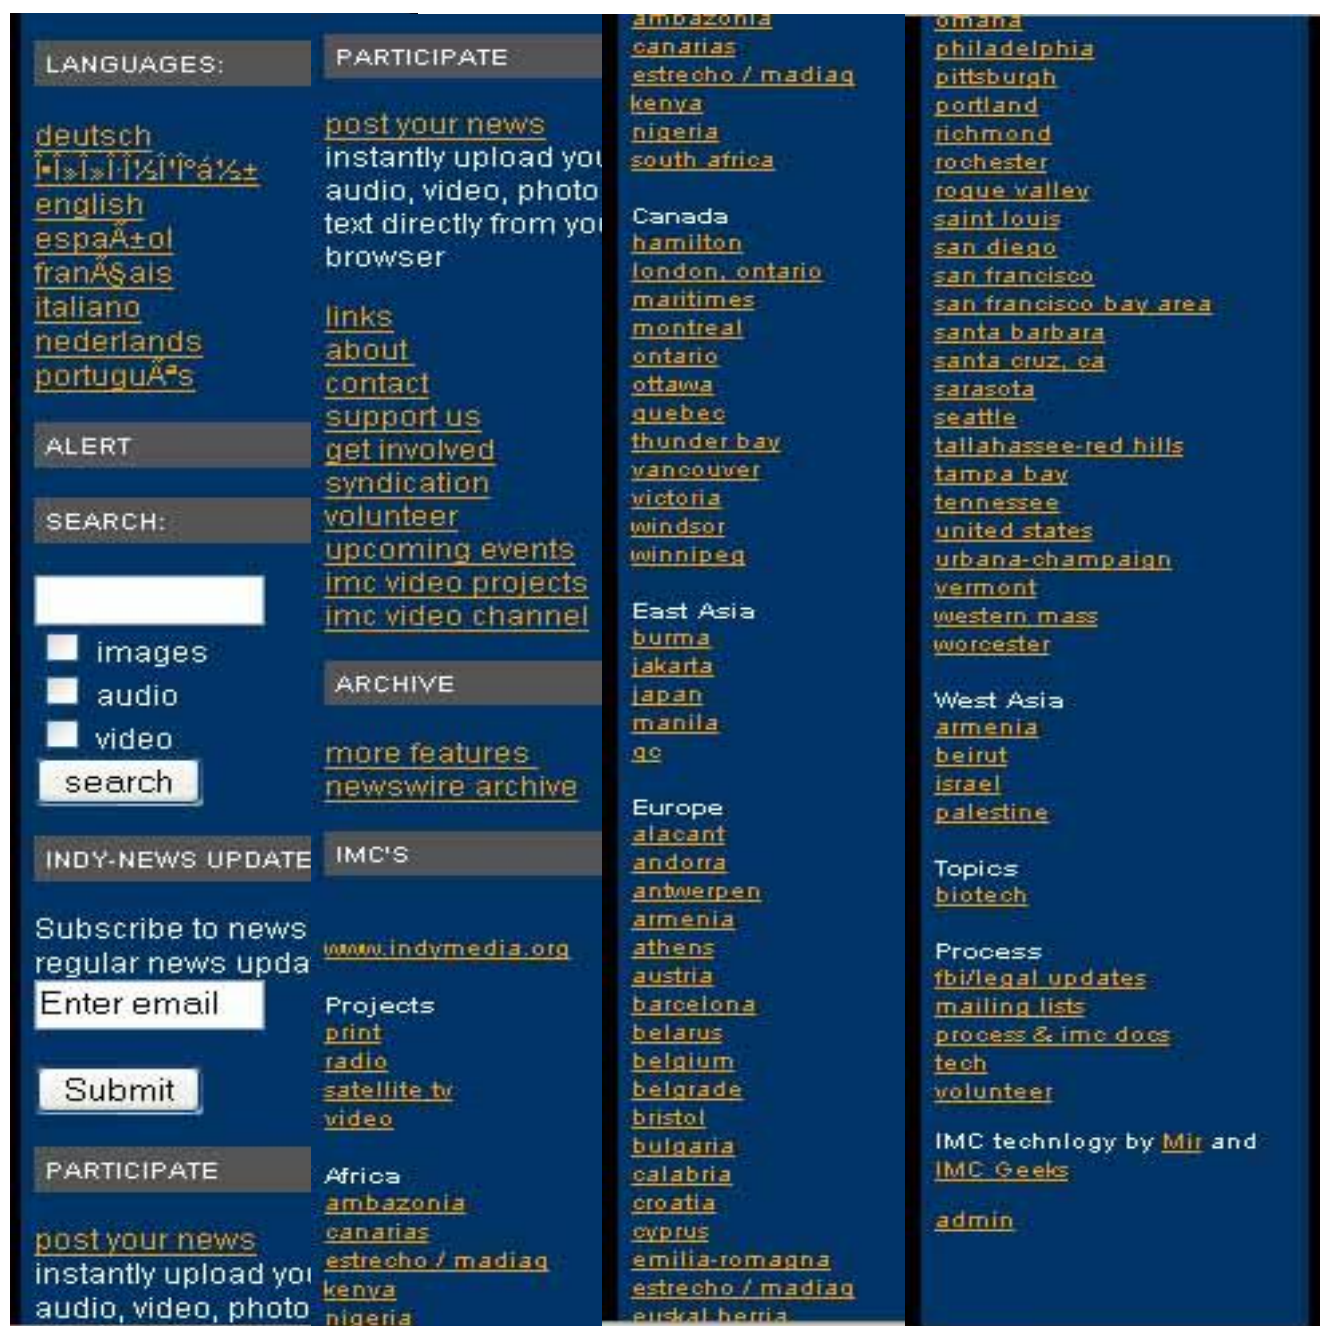 LANGUAGES:
deutsch
english
espaÃ±ol
franÃ§ais
italiano
nederlands
portuguÃªs
ALERT
SEARCH:
images
audio
video
search
INDY-NEWS UPDATE
Subscribe to news
regular news upda
Enter email
Submit
PARTICIPATE
post your news
instantly upload you
audio, video, photo
PARTICIPATE
post your news
instantly upload you
audio, video, photo
text directly from you
browser
links
about
contact
support us
get involved
syndication
volunteer
upcoming events
imc video projects
imc video channel
ARCHIVE
more features
newswire archive
IMC'S
www.indymedia.org
Projects
print
radio
satellite tv
video
Africa
ambazonia
canarias
estrecho / madiaq
kenya
nigeria
ambazonia
canarias
estrecho / madiaq
kenya
nigeria
south africa
Canada
hamilton
london, ontario
maritimes
montreal
ontario
ottawa
quebec
thunder bay
vancouver
victoria
windsor
winnipeg
East Asia
burma
jakarta
japan
manila
qc
Europe
alacant
andorra
antwerpen
armenia
athens
austria
barcelona
belarus
belgium
belgrade
bristol
bulgaria
calabria
croatia
cyprus
emilia-romagna
estrecho / madiaq
euskal herria
omaha
philadelphia
pittsburgh
portland
richmond
rochester
rogue valley
saint louis
san diego
san francisco
san francisco bay area
santa barbara
santa cruz, ca
sarasota
seattle
tallahassee-red hills
tampa bay
tennessee
united states
urbana-champaign
vermont
western mass
worcester
West Asia
armenia
beirut
israel
palestine
Topics
biotech
Process
fbi/legal updates
mailing lists
process & imc docs
tech
volunteer
IMC technlogy by Mir and
IMC Geeks
admin